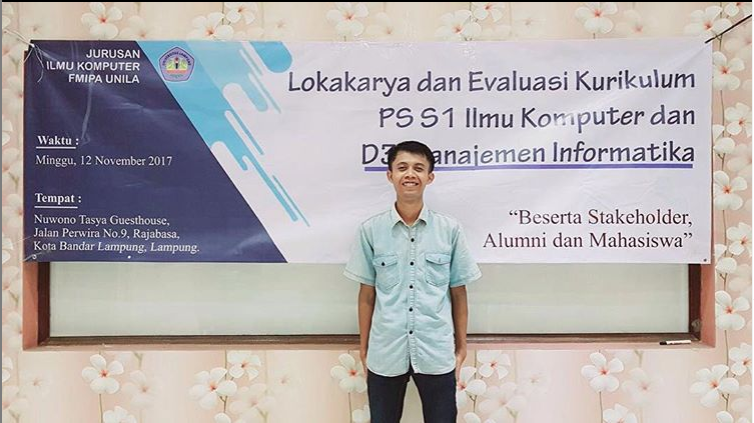 JURUSAN
ILMU KOMPUTER
FMIPA UNILA
Waktu :
Minggu, 12 November 2017
Tempat :
Nuwono Tasya Guesthouse,
Jalan Perwira No.9, Rajabasa,
Kota Bandar Lampung, Lampung.
Lokakarya dan Evaluasi Kurikulum
PS S1 Ilmu Komputer dan
D3 Manajemen Informatika
“Beserta Stakeholder,
Alumni dan Mahasiswa”